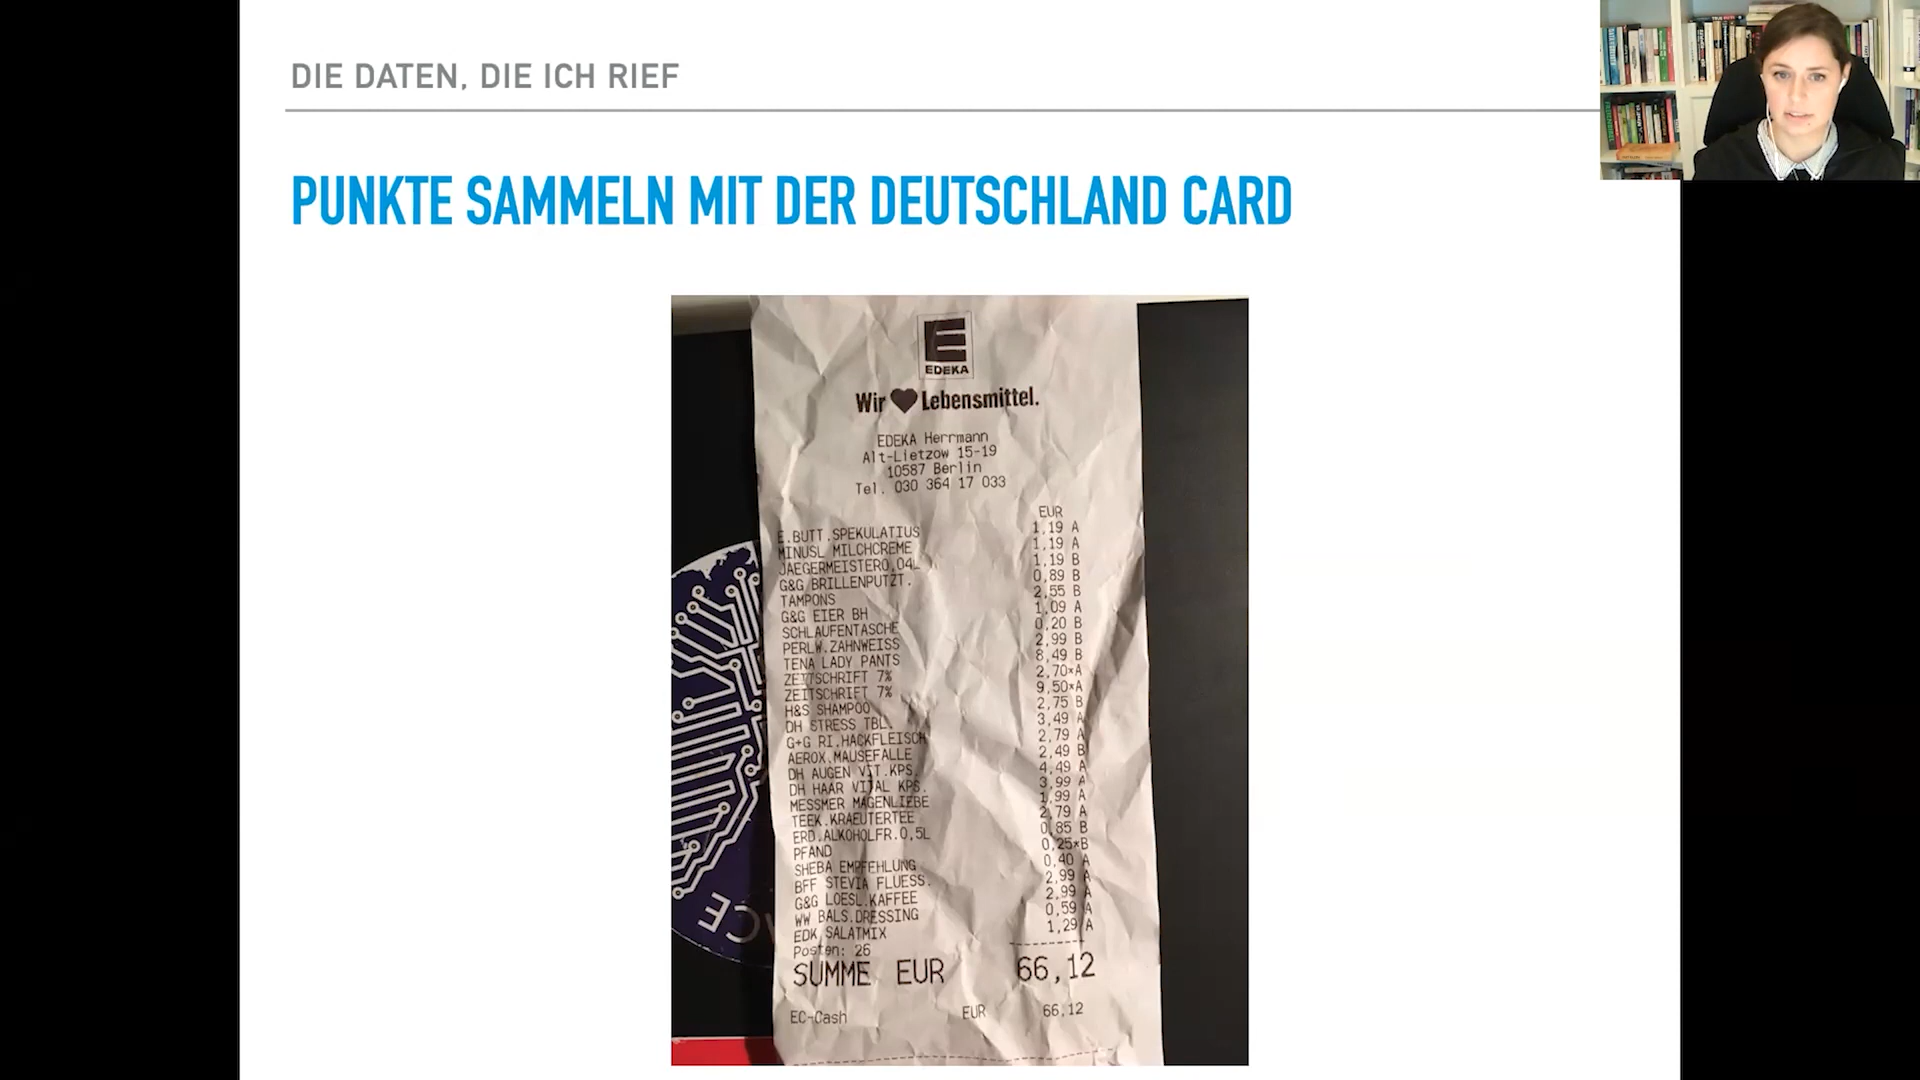 DIE DATEN, DIE ICH RIEF
PUNKTE SAMMELN MIT DER DEUTSCHLAND CARD
EDEKA
Wir ♥ Lebensmittel.
EDEKA Herrmann
Alt-Lietzow 15-19
10587 Berlin
Tel. 030 364 17 033
EUR
E.BUTT.SPEKULATIUS 1,19 A
MINUSL MILCHCREME 1,19 A
JAEGERMEISTER0,04L 1,19 B
G&G BRILLENPUTZT. 0,89 B
TAMPONS 2,55 B
G&G EIER BH 1,09 A
SCHLAUFENTASCHE 0,20 B
PERLW.ZAHNWEISS 2,99 B
TENA LADY PANTS 8,49 B
ZEITSCHRIFT 7% 2,70*A
ZEITSCHRIFT 7% 9,50*A
H&S SHAMPOO 2,75 B
DH STRESS TBL. 3,49 A
G+G RI.HACKFLEISCH 2,79 A
AEROX.MAUSEFALLE 2,49 B
DH AUGEN VIT.KPS. 4,49 A
DH HAAR VITAL KPS. 3,99 A
MESSMER MAGENLIEBE 1,99 A
TEEK.KRAEUTERTEE 2,79 A
ERD.ALKOHOLFR.0,5L 0,85 B
PFAND 0,25*B
SHEBA EMPFEHLUNG 0,40 A
BFF STEVIA FLUESS. 2,99 A
G&G LOESL.KAFFEE 2,99 A
WW BALS.DRESSING 0,59 A
EDK SALATMIX 1,29 A
Posten: 26
SUMME EUR 66,12
EC-Cash EUR 66,12